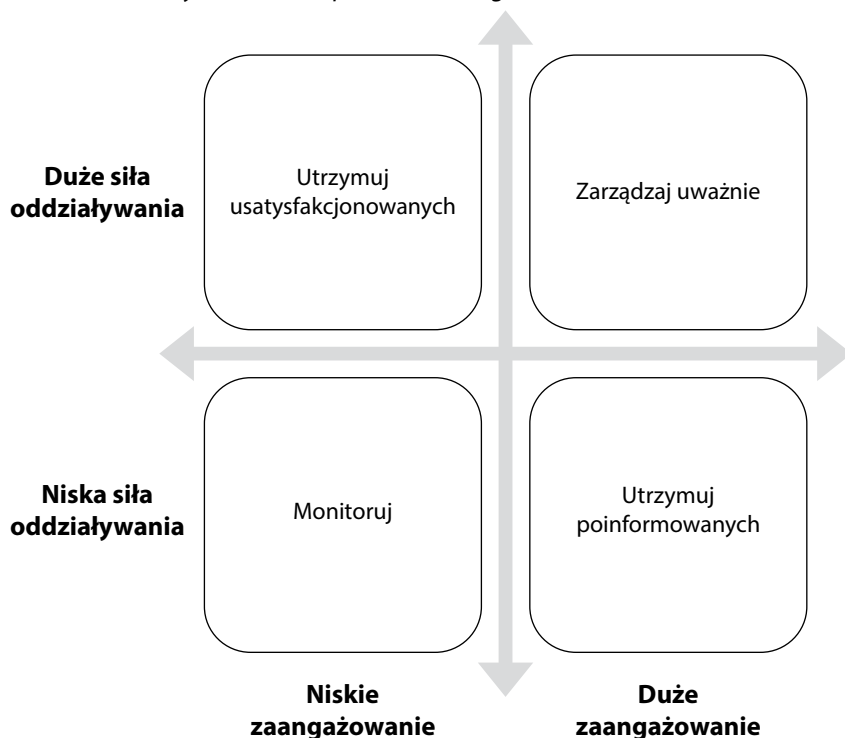 Duże siła
oddziaływania
Utrzymuj
usatysfakcjonowanych
Zarządzaj uważnie
Niska siła
oddziaływania
Monitoruj
Utrzymuj
poinformowanych
Niskie
zaangażowanie
Duże
zaangażowanie